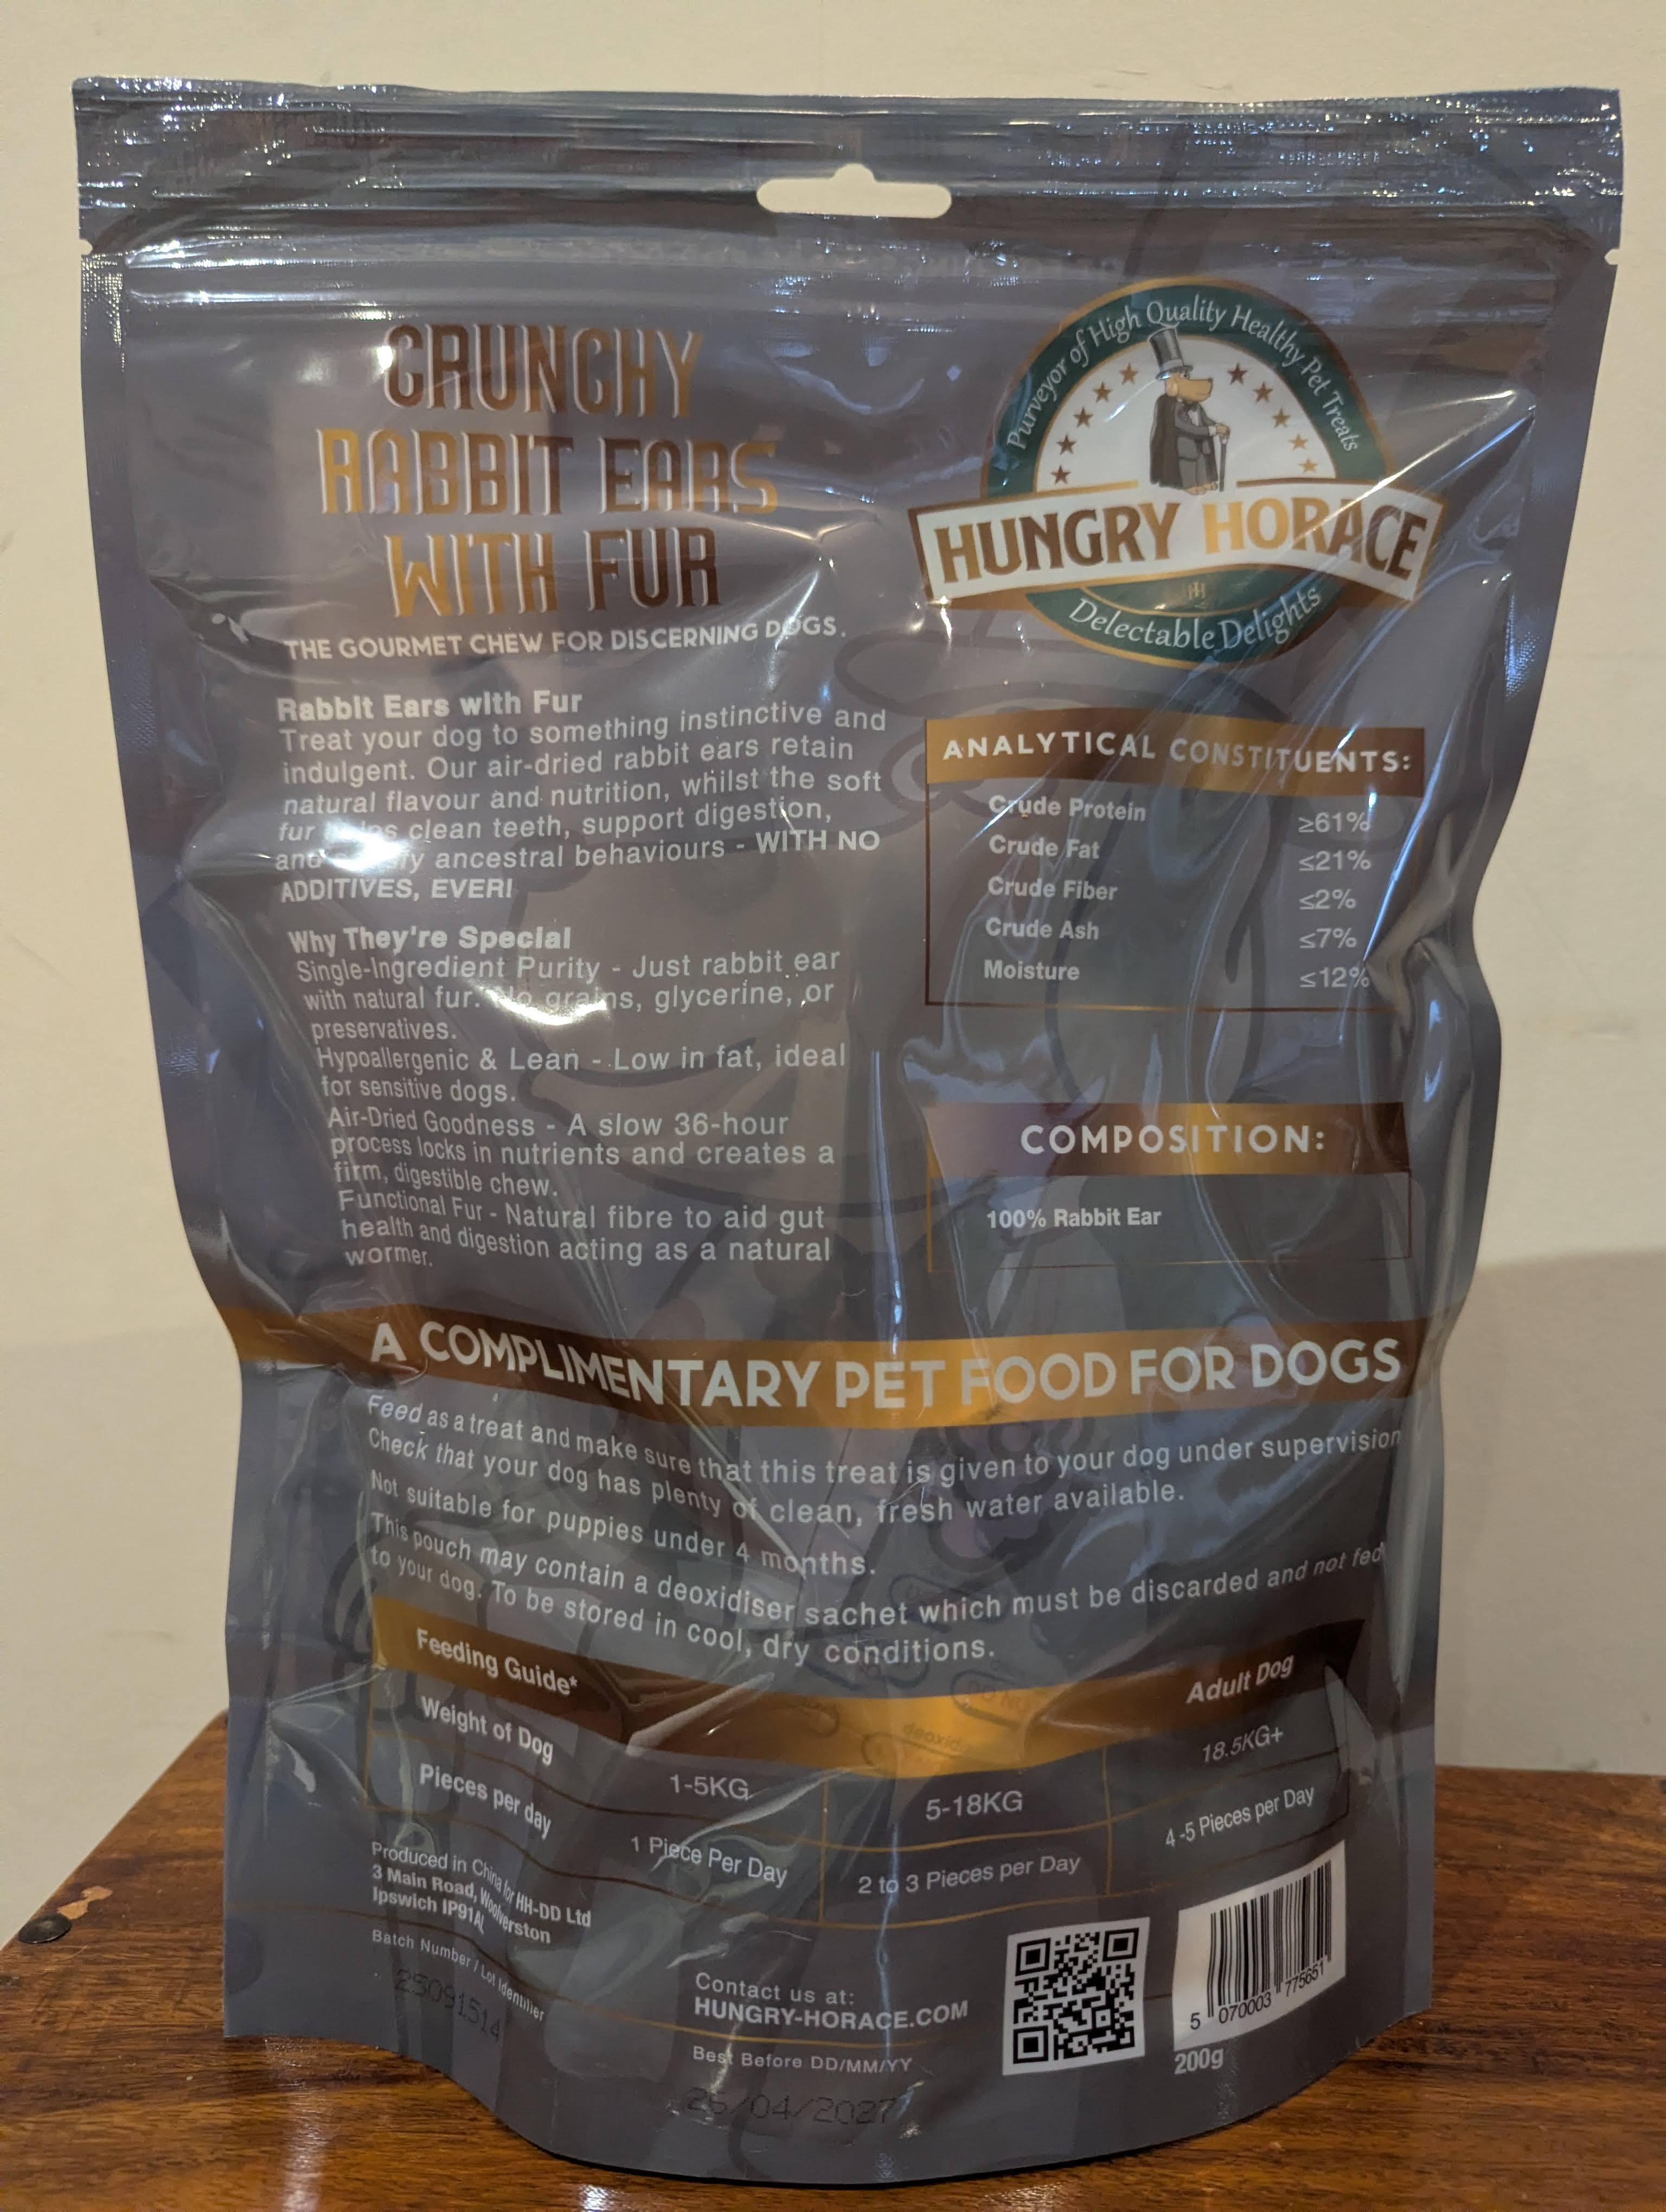 CRUNCHY
RABBIT EARS
WITH FUR
THE GOURMET CHEW FOR DISCERNING DOGS.
Rabbit Ears with Fur
Treat your dog to something instinctive and
indulgent. Our air-dried rabbit ears retain
natural flavour and nutrition, whilst the soft
fur clean teeth, support digestion,
and ancestral behaviours - WITH NO
ADDITIVES, EVER!
Why They're Special
Single-Ingredient Purity - Just rabbit ear
with natural fur. No grains, glycerine, or
preservatives.
Hypoallergenic & Lean - Low in fat, ideal
for sensitive dogs.
Air-Dried Goodness - A slow 36-hour
process locks in nutrients and creates a
firm, digestible chew.
Functional Fur - Natural fibre to aid gut
health and digestion acting as a natural
wormer.
Purveyor of High Quality Healthy Pet Treats
HUNGRY HORACE
HH
Delectable Delights
ANALYTICAL CONSTITUENTS:
Crude Protein ≥61%
Crude Fat ≤21%
Crude Fiber ≤2%
Crude Ash ≤7%
Moisture ≤12%
COMPOSITION:
100% Rabbit Ear
A COMPLIMENTARY PET FOOD FOR DOGS
Feed as a treat and make sure that this treat is given to your dog under supervision
Check that your dog has plenty of clean, fresh water available.
Not suitable for puppies under 4 months.
This pouch may contain a deoxidiser sachet which must be discarded and not fed
to your dog. To be stored in cool, dry conditions.
Feeding Guide* Adult Dog
Weight of Dog 1-5KG 5-18KG 18.5KG+
Pieces per day 1 Piece Per Day 2 to 3 Pieces per Day 4 -5 Pieces per Day
Produced in China for HH-DD Ltd
3 Main Road, Woolverston
Ipswich IP91AL
Batch Number / Lot Identifier
25091514
Contact us at:
HUNGRY-HORACE.COM
Best Before DD/MM/YY
25/04/2027
5 070003 775651
200g